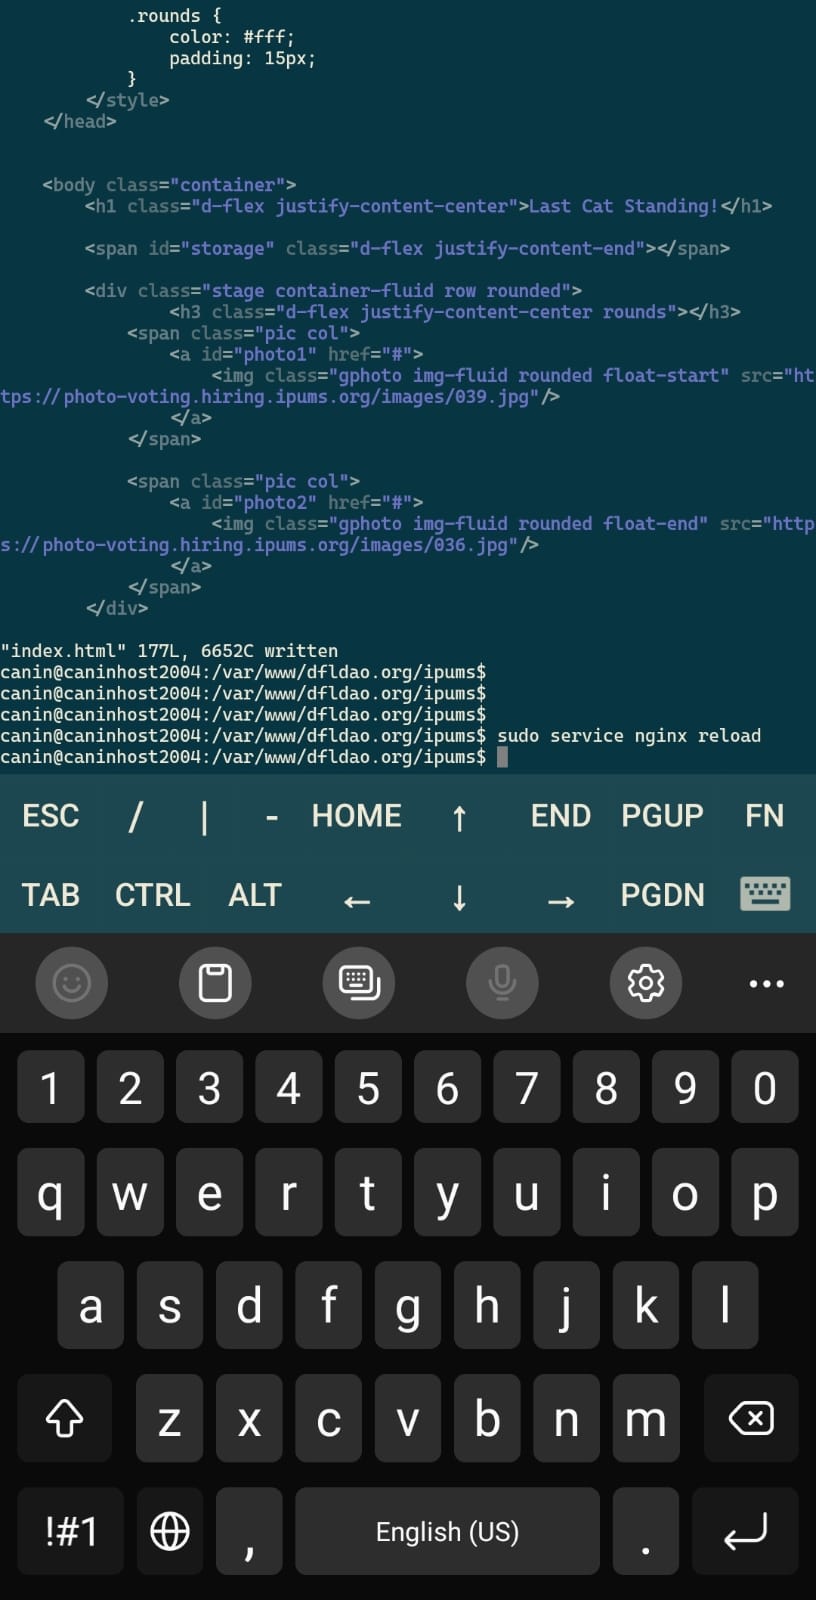 .rounds {
color: #fff;
padding: 15px;
}
</style>
</head>
<body class="container">
<h1 class="d-flex justify-content-center">Last Cat Standing!</h1>
<span id="storage" class="d-flex justify-content-end"></span>
<div class="stage container-fluid row rounded">
<h3 class="d-flex justify-content-center rounds"></h3>
<span class="pic col">
<a id="photo1" href="#">
<img class="gphoto img-fluid rounded float-start" src="ht
tps://photo-voting.hiring.ipums.org/images/039.jpg"/>
</a>
</span>
<span class="pic col">
<a id="photo2" href="#">
<img class="gphoto img-fluid rounded float-end" src="http
s://photo-voting.hiring.ipums.org/images/036.jpg"/>
</a>
</span>
</div>
"index.html" 177L, 6652C written
canin@caninhost2004:/var/www/dfldao.org/ipums$
canin@caninhost2004:/var/www/dfldao.org/ipums$
canin@caninhost2004:/var/www/dfldao.org/ipums$
canin@caninhost2004:/var/www/dfldao.org/ipums$ sudo service nginx reload
canin@caninhost2004:/var/www/dfldao.org/ipums$
ESC / | - HOME ↑ END PGUP FN
TAB CTRL ALT ← ↓ → PGDN
1 2 3 4 5 6 7 8 9 0
q w e r t y u i o p
a s d f g h j k l
z x c v b n m
!#1 , English (US) .